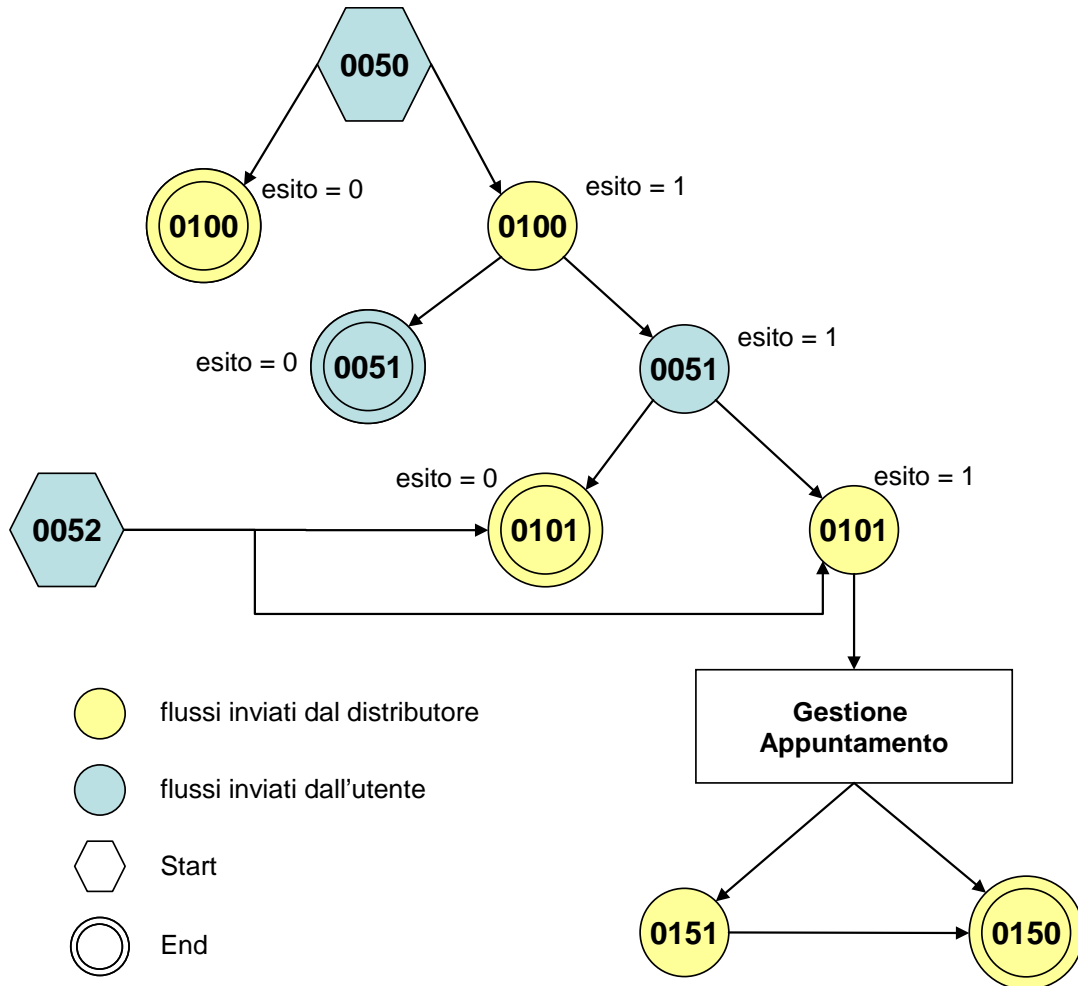 0050
esito = 0
esito = 1
0100
0100
esito = 0
esito = 1
0051
0051
esito = 0
esito = 1
0052
0101
0101
flussi inviati dal distributore
Gestione
Appuntamento
flussi inviati dall'utente
Start
0151
0150
End